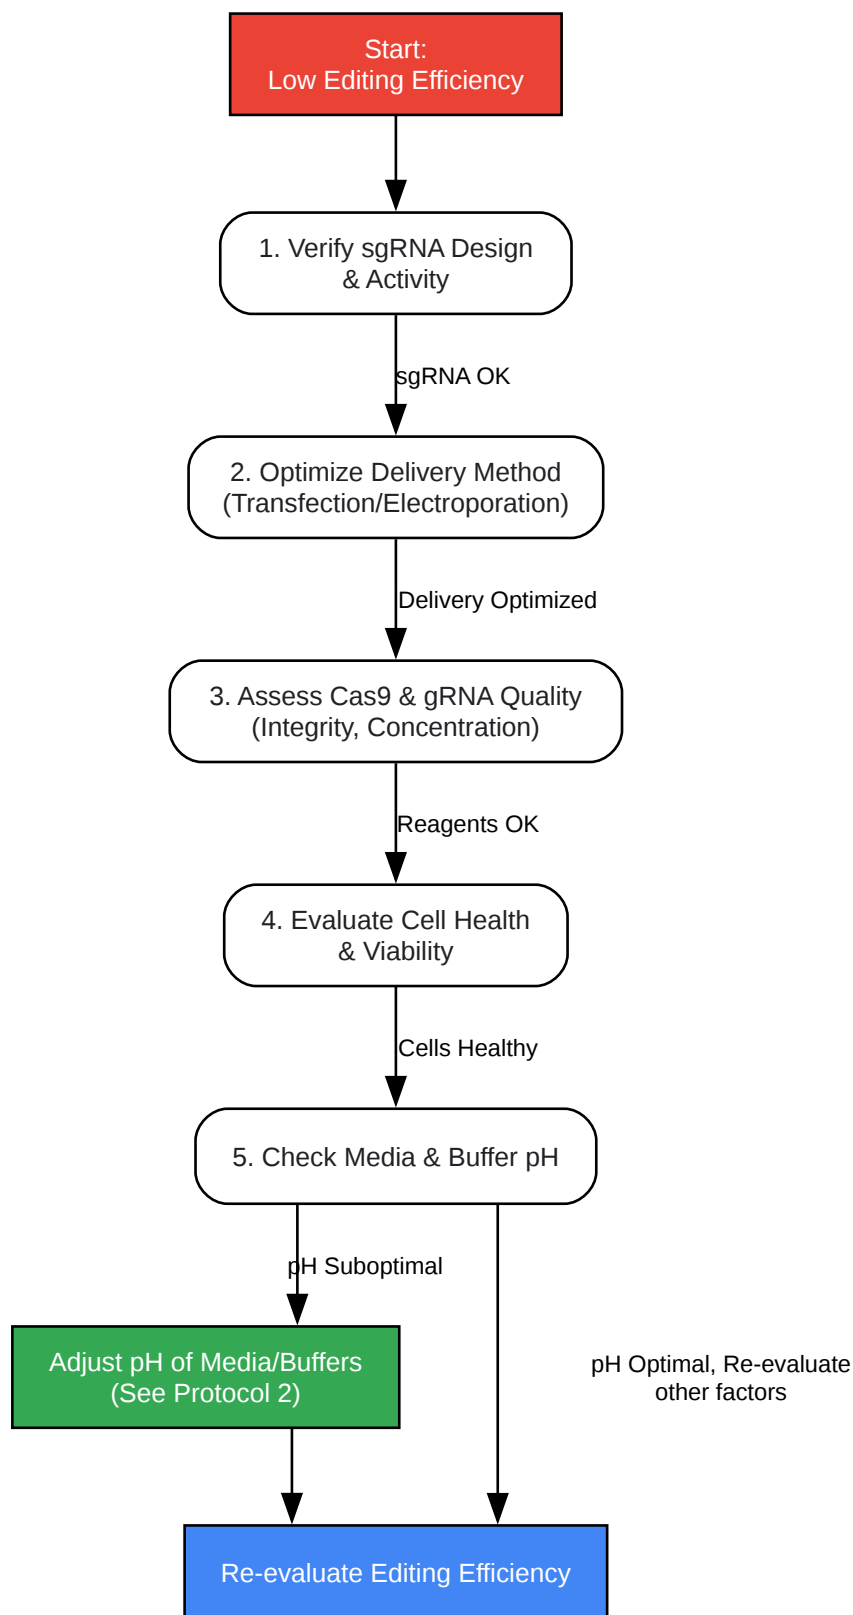 Start:
Low Editing Efficiency
1. Verify sgRNA Design
& Activity
sgRNA OK
2. Optimize Delivery Method
(Transfection/Electroporation)
Delivery Optimized
3. Assess Cas9 & gRNA Quality
(Integrity, Concentration)
Reagents OK
4. Evaluate Cell Health
& Viability
Cells Healthy
5. Check Media & Buffer pH
pH Suboptimal
Adjust pH of Media/Buffers
(See Protocol 2)
pH Optimal, Re-evaluate
other factors
Re-evaluate Editing Efficiency